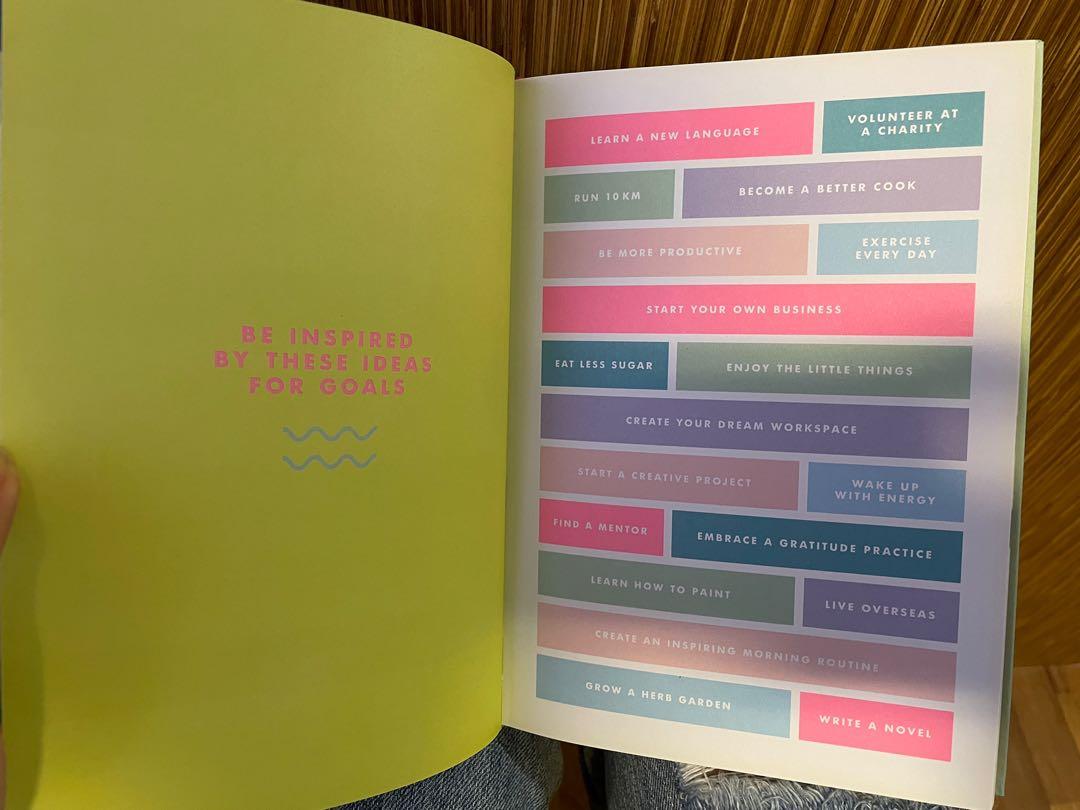 BE INSPIRED
BY THESE IDEAS
FOR GOALS
LEARN A NEW LANGUAGE
VOLUNTEER AT
A CHARITY
RUN 10 KM
BECOME A BETTER COOK
BE MORE PRODUCTIVE
EXERCISE
EVERY DAY
START YOUR OWN BUSINESS
EAT LESS SUGAR
ENJOY THE LITTLE THINGS
CREATE YOUR DREAM WORKSPACE
START A CREATIVE PROJECT
WAKE UP
WITH ENERGY
FIND A MENTOR
EMBRACE A GRATITUDE PRACTICE
LEARN HOW TO PAINT
LIVE OVERSEAS
CREATE AN INSPIRING MORNING ROUTINE
GROW A HERB GARDEN
WRITE A NOVEL